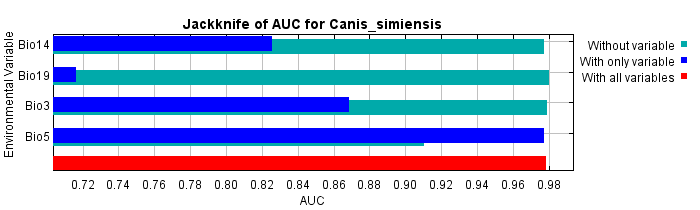 Jackknife of AUC for Canis_simiensis
Environmental Variable
Bio14
Bio19
Bio3
Bio5
Without variable
With only variable
With all variables
0.72 0.74 0.76 0.78 0.80 0.82 0.84 0.86 0.88 0.90 0.92 0.94 0.96 0.98
AUC